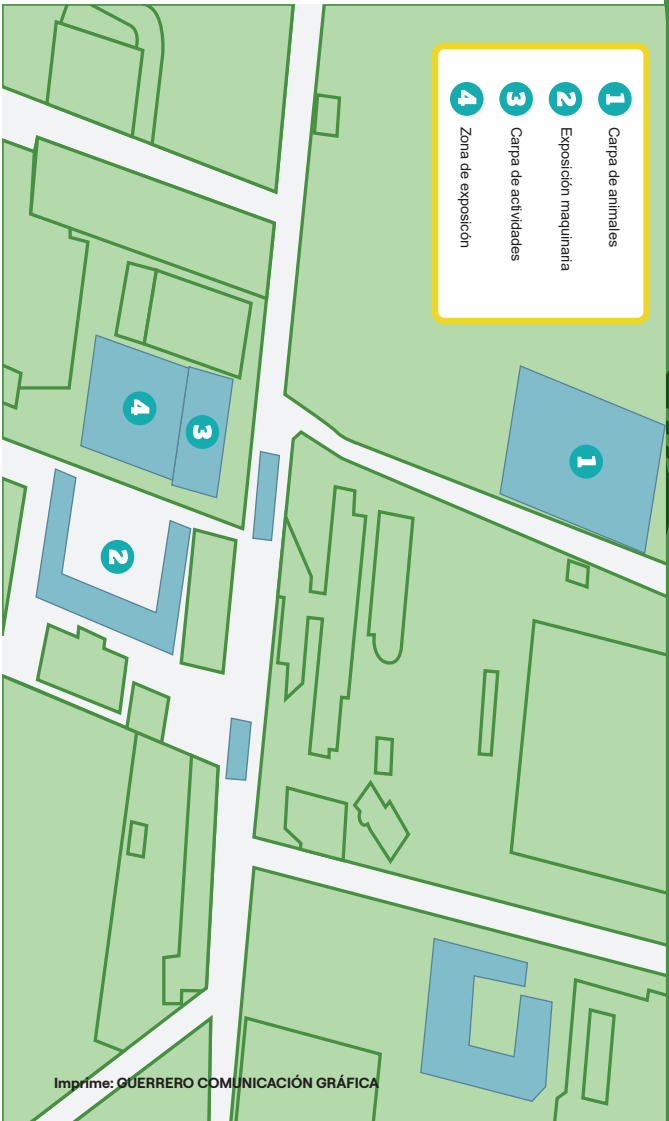 1 Carpa de animales
2 Exposición maquinaria
3 Carpa de actividades
4 Zona de exposicón
1
4
3
2
Imprime: GUERRERO COMUNICACIÓN GRÁFICA